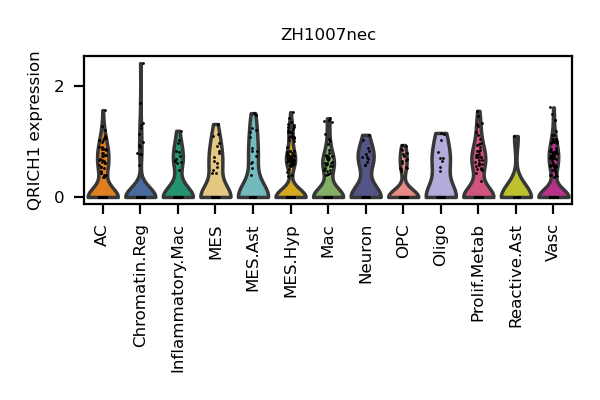 ZH1007nec
QRICH1 expression
2
0
AC
Chromatin.Reg
Inflammatory.Mac
MES
MES.Ast
MES.Hyp
Mac
Neuron
OPC
Oligo
Prolif.Metab
Reactive.Ast
Vasc